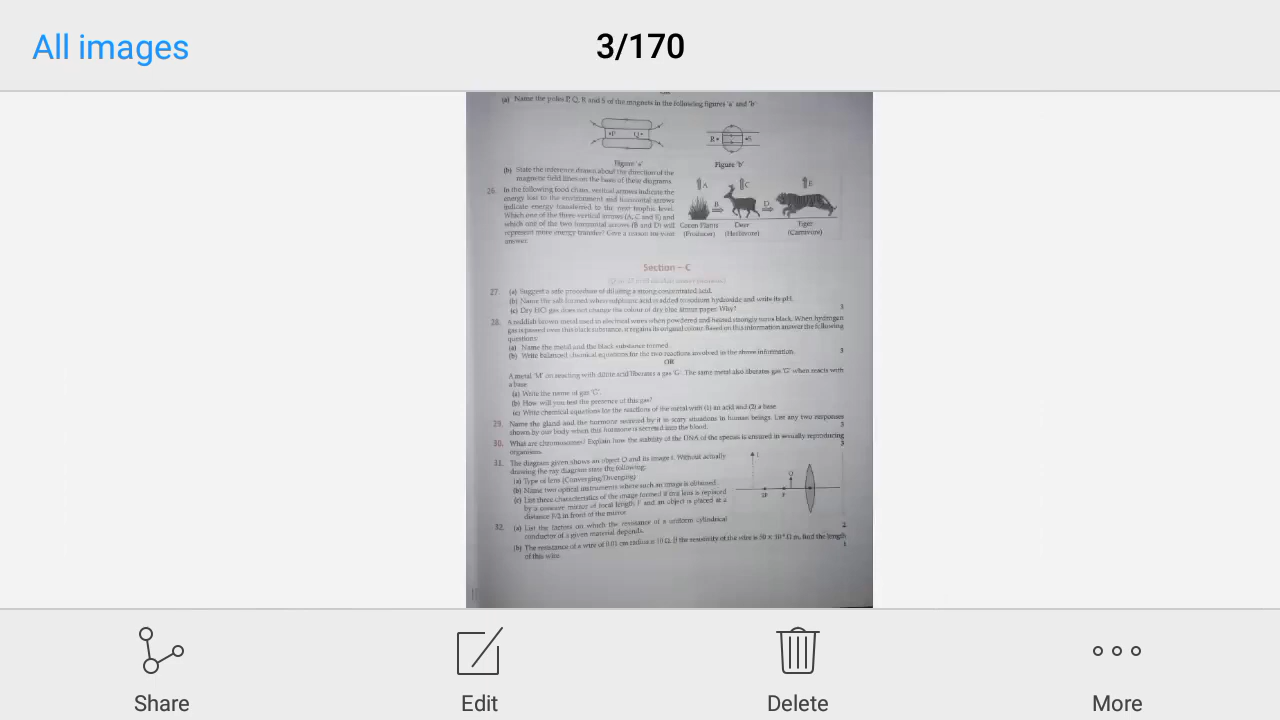 All images
3/170
(a) Name the poles P, Q, R and S of the magnets in the following figures 'a' and 'b'
P Q
R S
Figure 'a'
Figure 'b'
(b) State the inference drawn about the direction of the
magnetic field lines on the basis of these diagrams.
26. In the following food chain, vertical arrows indicate the
energy lost to the environment and horizontal arrows
indicate energy transferred to the next trophic level.
Which one of the three vertical arrows (A, C and E) and
which one of the two horizontal arrows (B and D) will
represent more energy transfer? Give a reason for your
answer.
A
C
E
B
D
Green Plants
(Producer)
Deer
(Herbivore)
Tiger
(Carnivore)
Section – C
27. (a) Suggest a safe procedure of diluting a strong concentrated acid.
(b) Name the salt formed when sulphuric acid is added to sodium hydroxide and write its pH.
(c) Dry HCl gas does not change the colour of dry blue litmus paper. Why? 3
28. A reddish brown metal used in electrical wires when powdered and heated strongly turns black. When hydrogen
gas is passed over this black substance, it regains its original colour. Based on this information answer the following
questions:
(a) Name the metal and the black substance formed.
(b) Write balanced chemical equations for the two reactions involved in the above information. 3
OR
A metal 'M' on reacting with dilute acid liberates a gas 'G'. The same metal also liberates gas 'G' when reacts with
a base
(a) Write the name of gas 'G'.
(b) How will you test the presence of this gas?
(c) Write chemical equations for the reactions of the metal with (1) an acid and (2) a base
29. Name the gland and the hormone secreted by it in scary situations in human beings. List any two responses
shown by our body when this hormone is secreted into the blood. 3
30. What are chromosomes? Explain how the stability of the DNA of the species is ensured in sexually reproducing
organisms. 3
31. The diagram given shows an object O and its image I. Without actually
drawing the ray diagram state the following:
(a) Type of lens (Converging/Diverging)
(b) Name two optical instruments where such an image is obtained.
(c) List three characteristics of the image formed if this lens is replaced
by a concave mirror of focal length F and an object is placed at a
distance F/2 in front of the mirror
I
O
2F F
32. (a) List the factors on which the resistance of a uniform cylindrical
conductor of a given material depends. 2
(b) The resistance of a wire of 0.01 cm radius is 10 Ω. If the resistivity of the wire is 50 × Ω m, find the length
of this wire.
Share
Edit
Delete
More